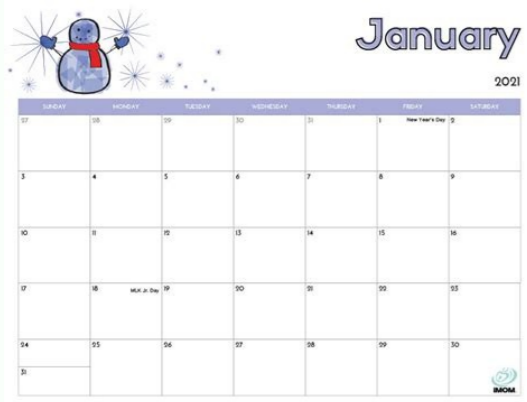 January
2021
SUNDAY MONDAY TUESDAY WEDNESDAY THURSDAY FRIDAY SATURDAY
27 28 29 30 31 1 New Year's Day 2
3 4 5 6 7 8 9
10 11 12 13 14 15 16
17 18 MLK Jr. Day 19 20 21 22 23
24 25 26 27 28 29 30
31
iMOM